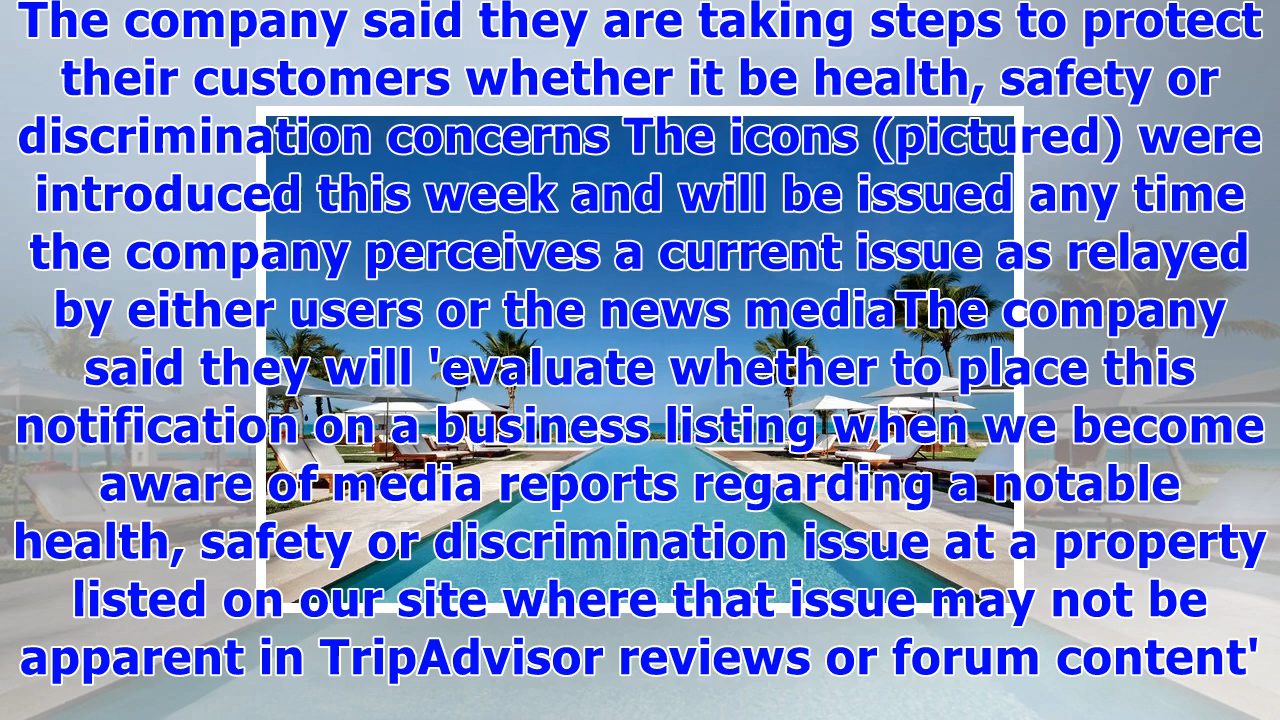 The company said they are taking steps to protect
their customers whether it be health, safety or
discrimination concerns The icons (pictured) were
introduced this week and will be issued any time
the company perceives a current issue as relayed
by either users or the news mediaThe company
said they will 'evaluate whether to place this
notification on a business listing when we become
aware of media reports regarding a notable
health, safety or discrimination issue at a property
listed on our site where that issue may not be
apparent in TripAdvisor reviews or forum content'